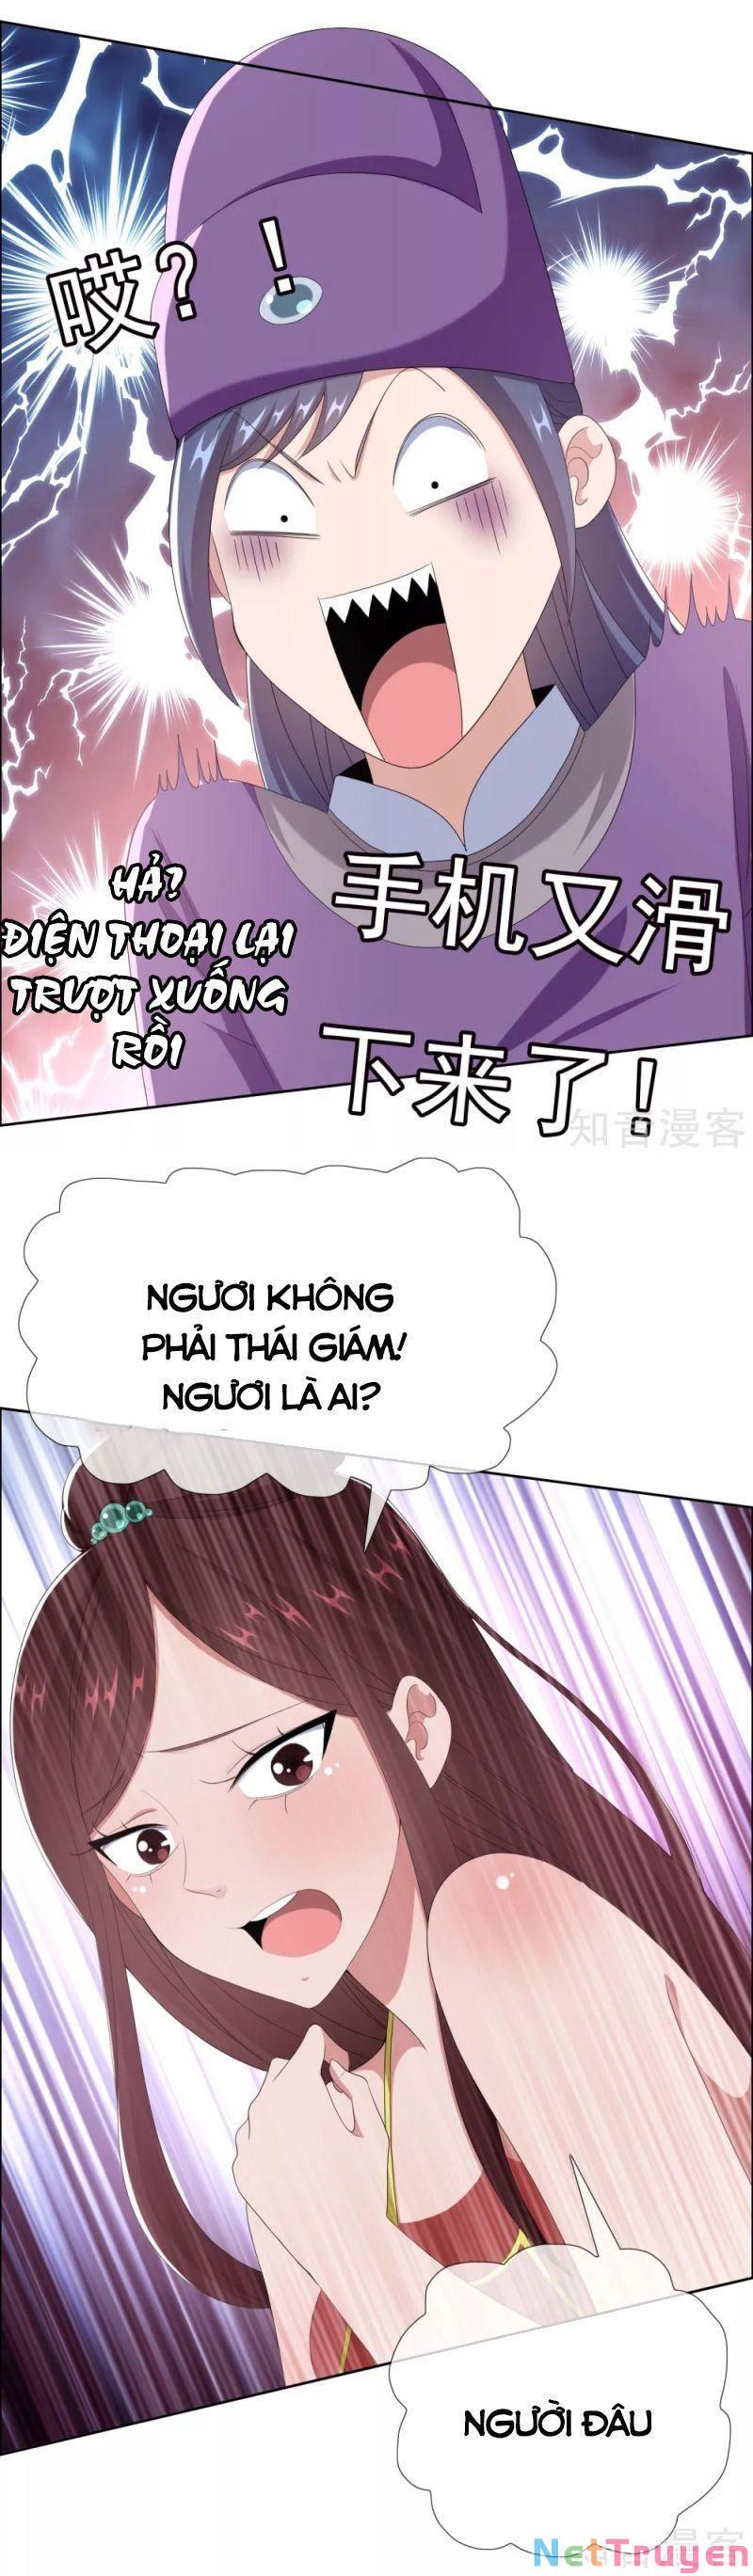 哎?!
HẢ?
ĐIỆN THOẠI LẠI
TRƯỢT XUỐNG
RỒI
手机又滑
下来了!
知音漫客
NGƯƠI KHÔNG
PHẢI THÁI GIÁM!
NGƯƠI LÀ AI?
NGƯỜI ĐÂU
NetTruyen